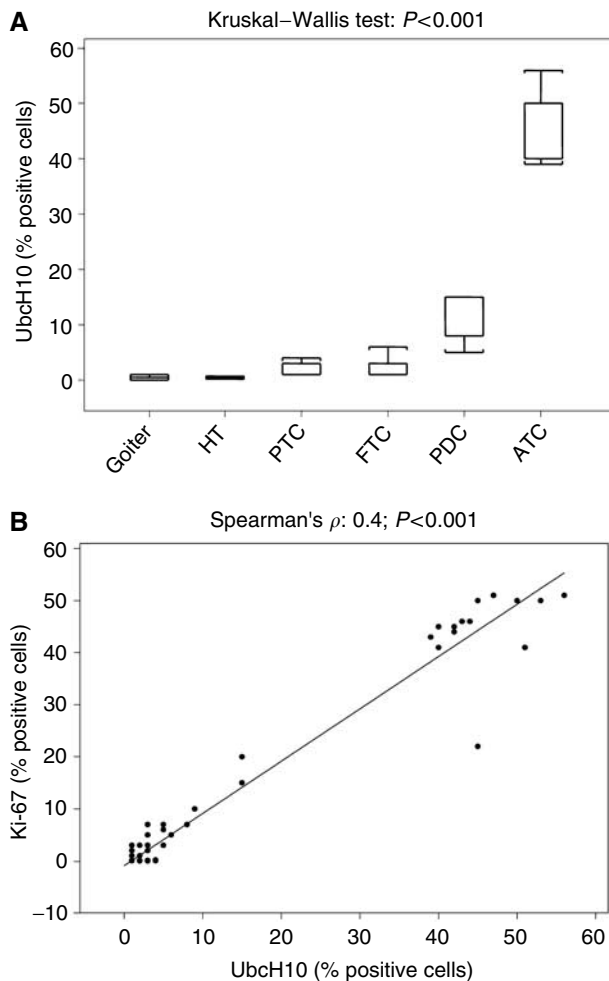 A
Kruskal–Wallis test: P<0.001
UbcH10 (% positive cells)
60
50
40
30
20
10
0
Goiter
HT
PTC
FTC
PDC
ATC
B
Spearman's ρ: 0.4; P<0.001
Ki-67 (% positive cells)
60
50
40
30
20
10
0
−10
0 10 20 30 40 50 60
UbcH10 (% positive cells)